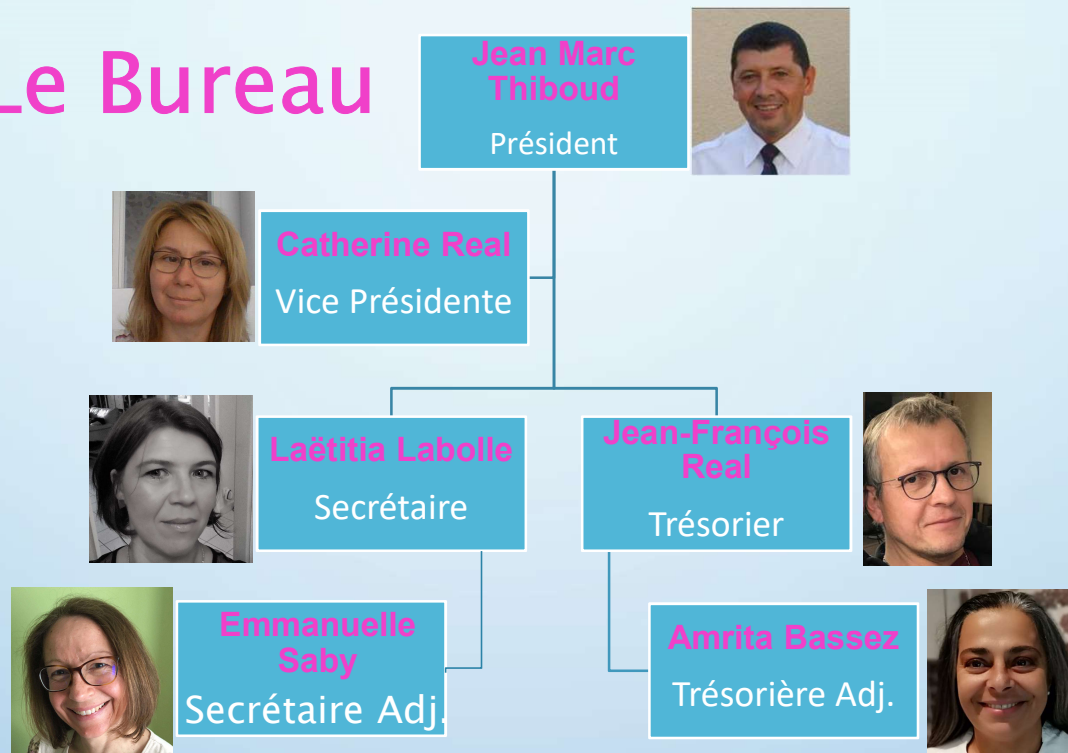 Le Bureau
Jean Marc
Thiboud
Président
Catherine Real
Vice Présidente
Laëtitia Labolle
Secrétaire
Jean-François
Real
Trésorier
Emmanuelle
Saby
Secrétaire Adj.
Amrita Bassez
Trésorière Adj.